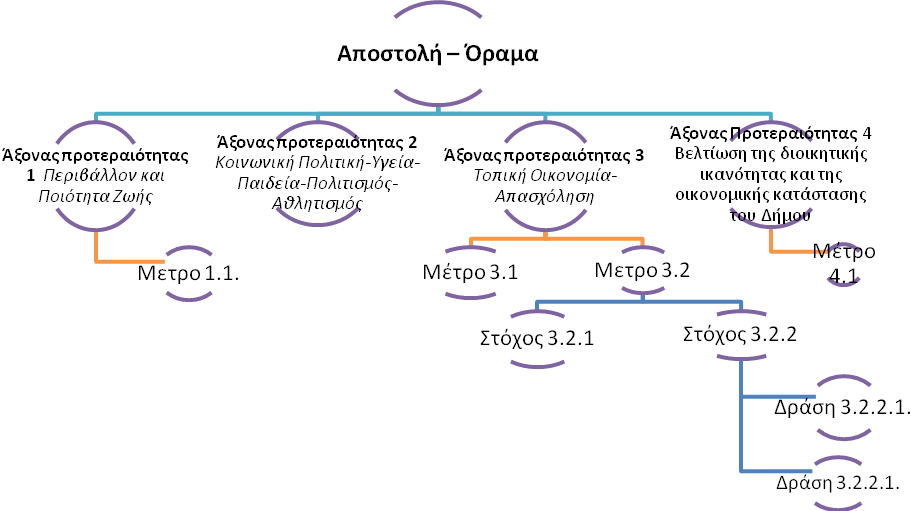 Αποστολή – Όραμα
Άξονας προτεραιότητας
1 Περιβάλλον και
Ποιότητα Ζωής
Άξονας προτεραιότητας 2
Κοινωνική Πολιτική-Υγεία-
Παιδεία-Πολιτισμός-
Αθλητισμός
Άξονας προτεραιότητας 3
Τοπική Οικονομία-
Απασχόληση
Άξονας Προτεραιότητας 4
Βελτίωση της διοικητικής
ικανότητας και της
οικονομικής κατάστασης
του Δήμου
Μετρο 1.1.
Μέτρο 3.1
Μετρο 3.2
Μέτρο
4.1
Στόχος 3.2.1
Στόχος 3.2.2
Δράση 3.2.2.1.
Δράση 3.2.2.1.